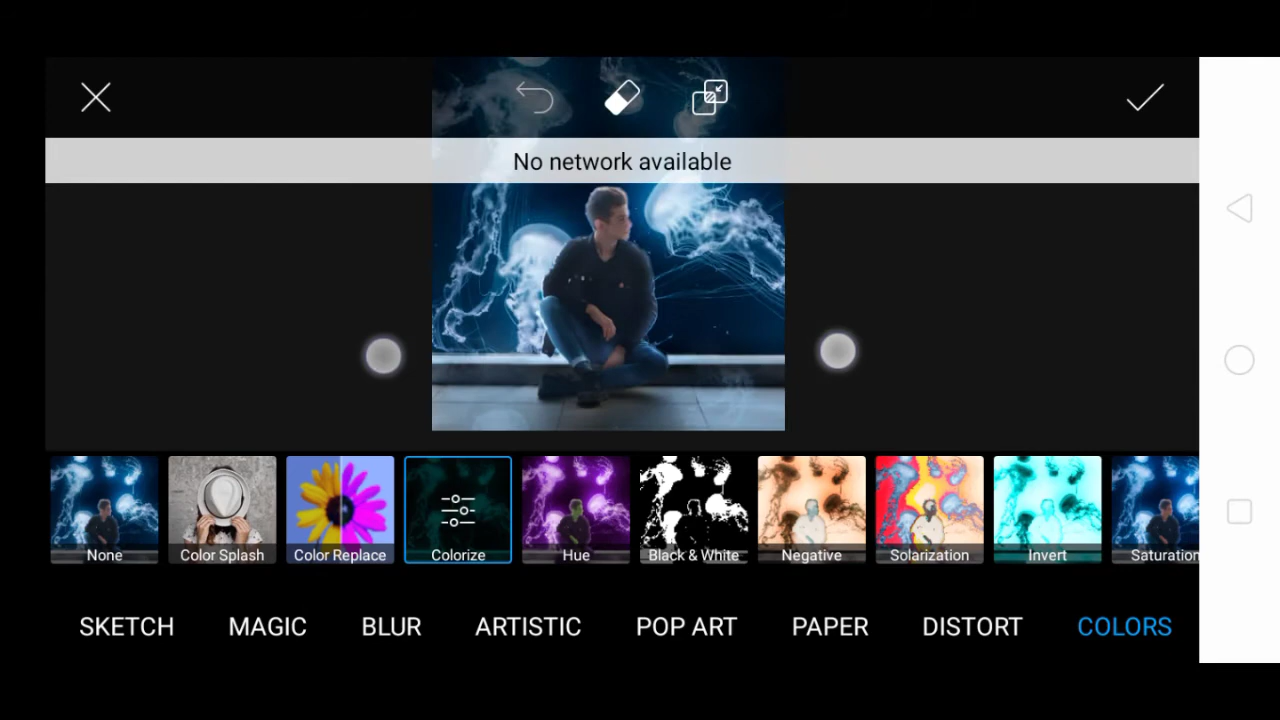 No network available
None
Color Splash
Color Replace
Colorize
Hue
Black & White
Negative
Solarization
Invert
Saturation
SKETCH
MAGIC
BLUR
ARTISTIC
POP ART
PAPER
DISTORT
COLORS